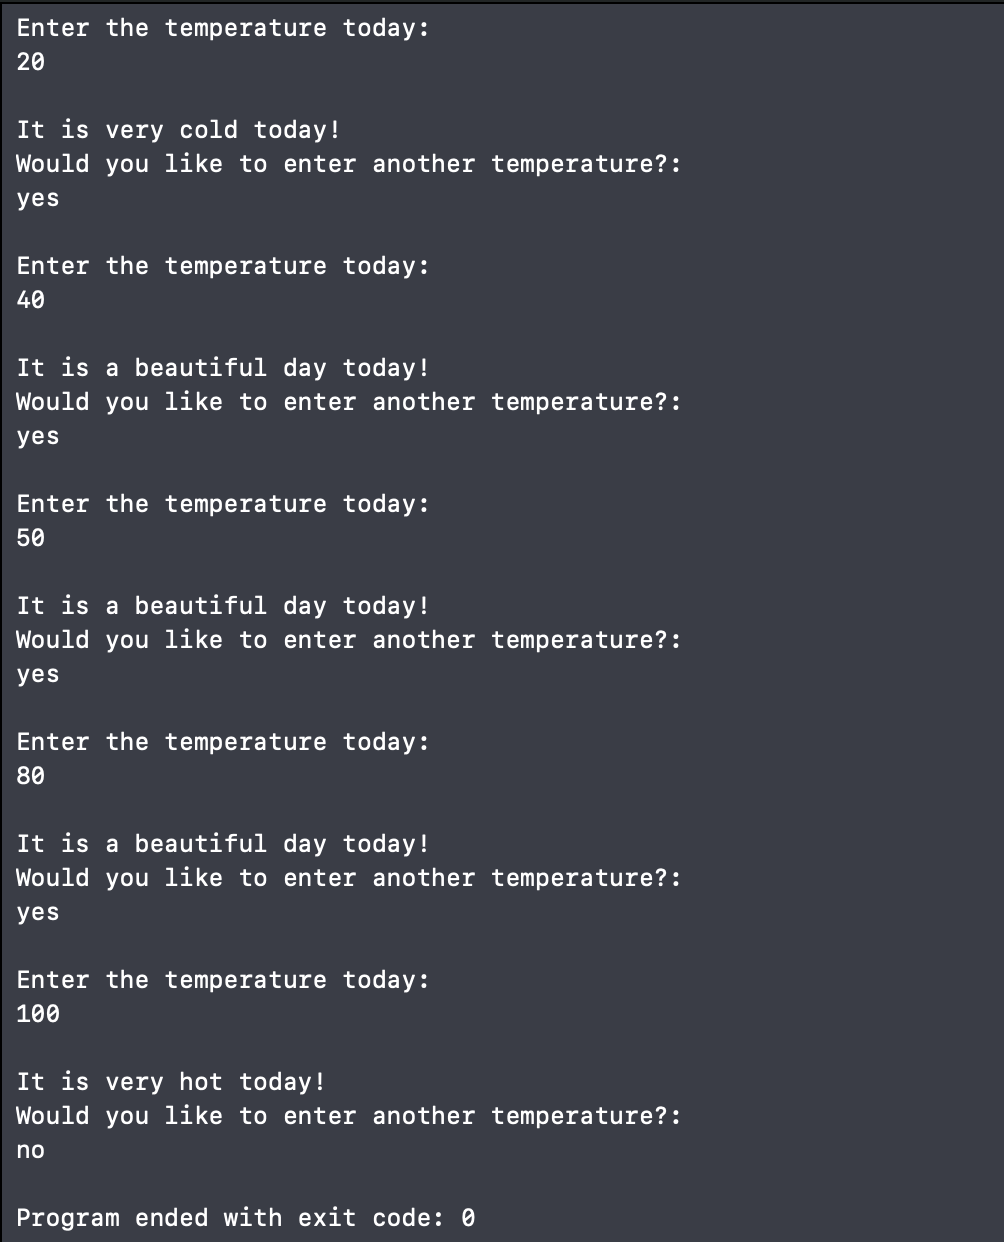 Enter the temperature today:
20
It is very cold today!
Would you like to enter another temperature?:
yes
Enter the temperature today:
40
It is a beautiful day today!
Would you like to enter another temperature?:
yes
Enter the temperature today:
50
It is a beautiful day today!
Would you like to enter another temperature?:
yes
Enter the temperature today:
80
It is a beautiful day today!
Would you like to enter another temperature?:
yes
Enter the temperature today:
100
It is very hot today!
Would you like to enter another temperature?:
no
Program ended with exit code: 0